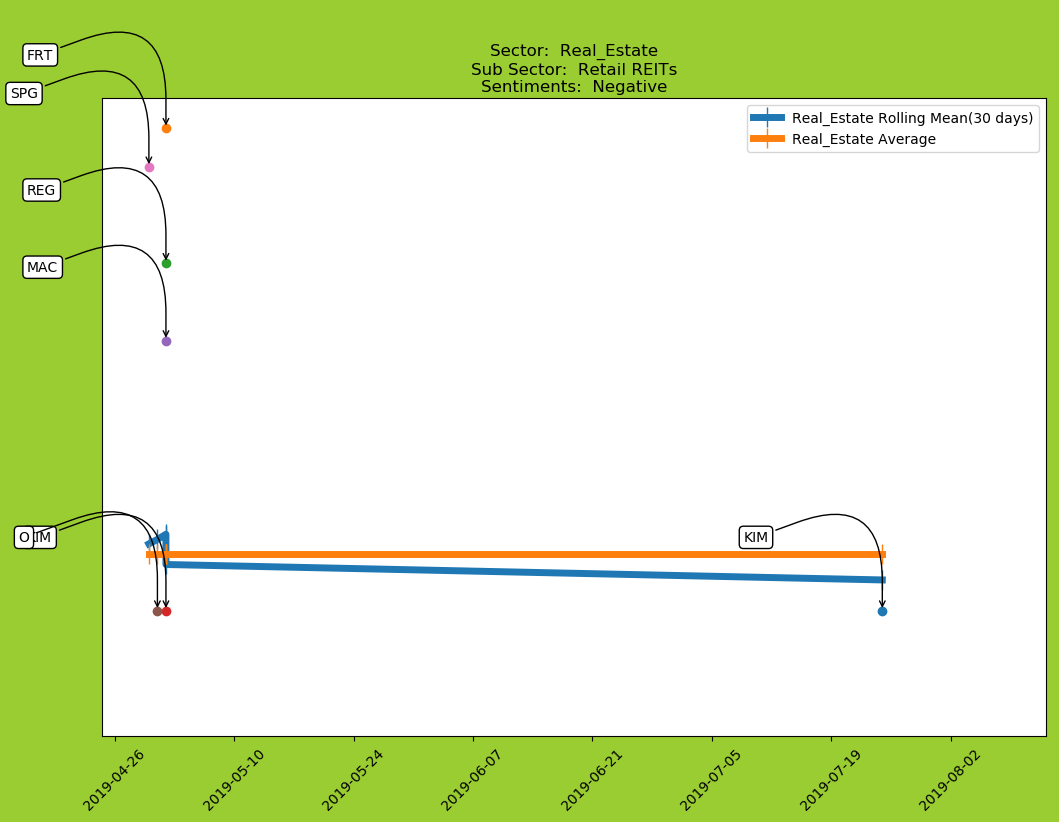 FRT
Sector:  Real_Estate
Sub Sector:  Retail REITs
Sentiments:  Negative
SPG
Real_Estate Rolling Mean(30 days)
Real_Estate Average
REG
MAC
O
KIM
2019-04-26
2019-05-10
2019-05-24
2019-06-07
2019-06-21
2019-07-05
2019-07-19
2019-08-02